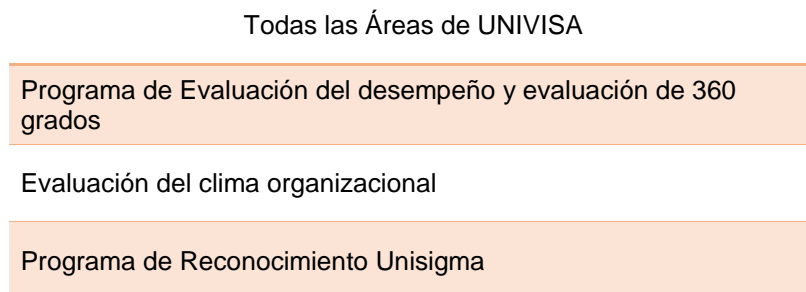 Todas las Áreas de UNIVISA
Programa de Evaluación del desempeño y evaluación de 360
grados
Evaluación del clima organizacional
Programa de Reconocimiento Unisigma